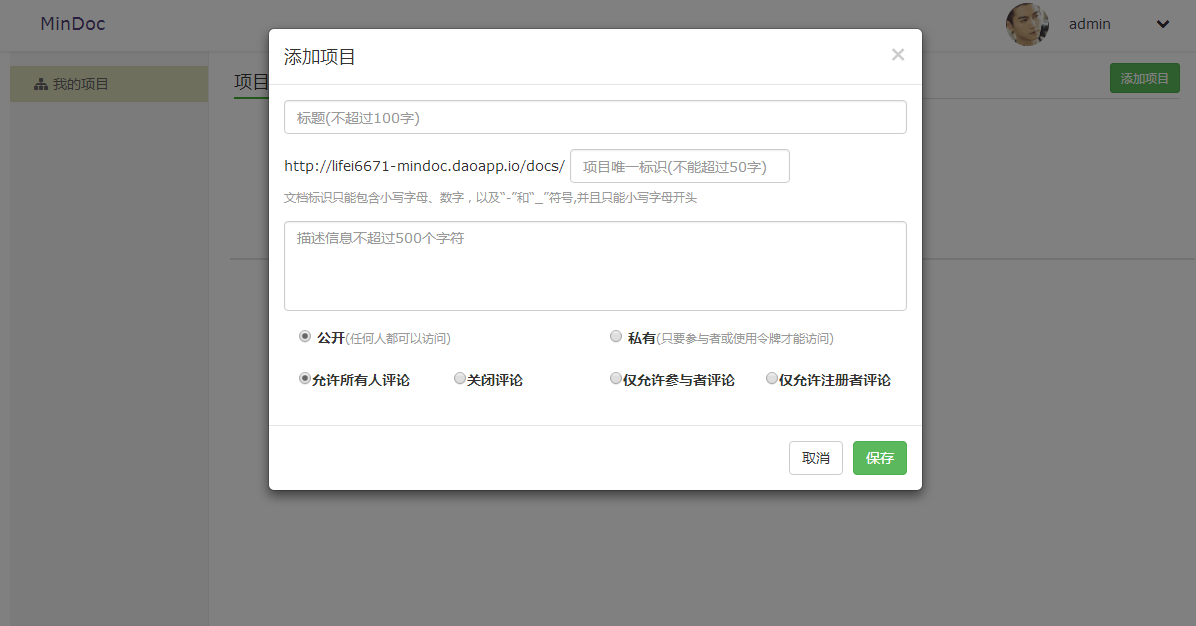 MinDoc
admin
我的项目
项目
添加项目
添加项目
×
标题(不超过100字)
http://lifei6671-mindoc.daoapp.io/docs/ 项目唯一标识(不能超过50字)
文档标识只能包含小写字母、数字，以及“-”和“_”符号,并且只能小写字母开头
描述信息不超过500个字符
公开(任何人都可以访问) 私有(只要参与者或使用令牌才能访问)
允许所有人评论 关闭评论 仅允许参与者评论 仅允许注册者评论
取消 保存